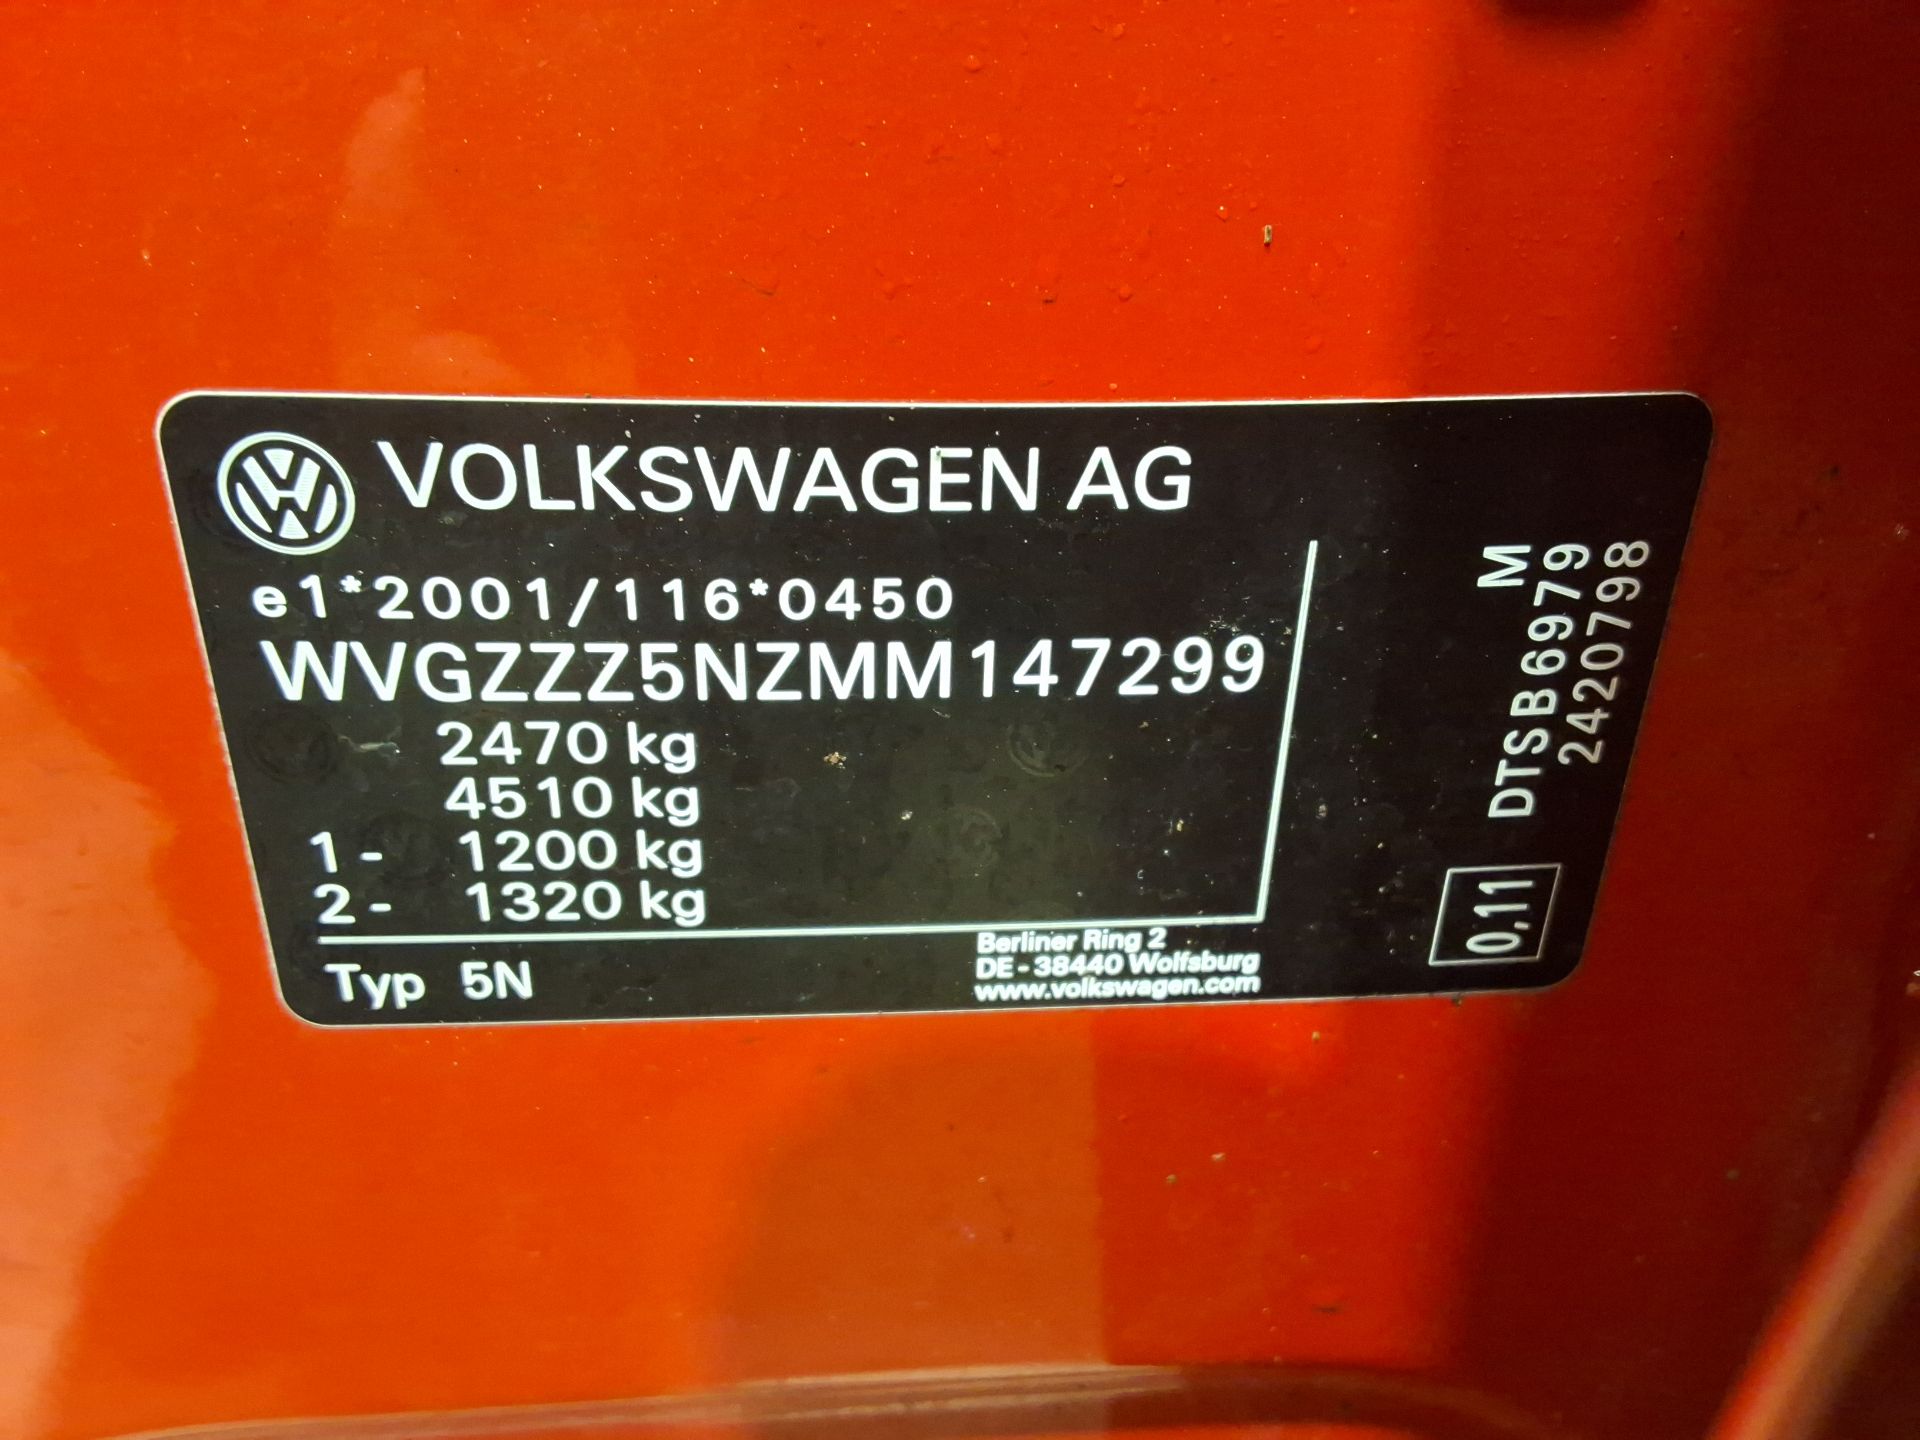 VOLKSWAGEN AG
e1*2001/116*0450
WVGZZZ5NZMM147299
2470 kg
4510 kg
1- 1200 kg
2- 1320 kg
Typ 5N
Berliner Ring 2
DE-38440 Wolfsburg
www.volkswagen.com
M
DTSB6979
2420798
0,11